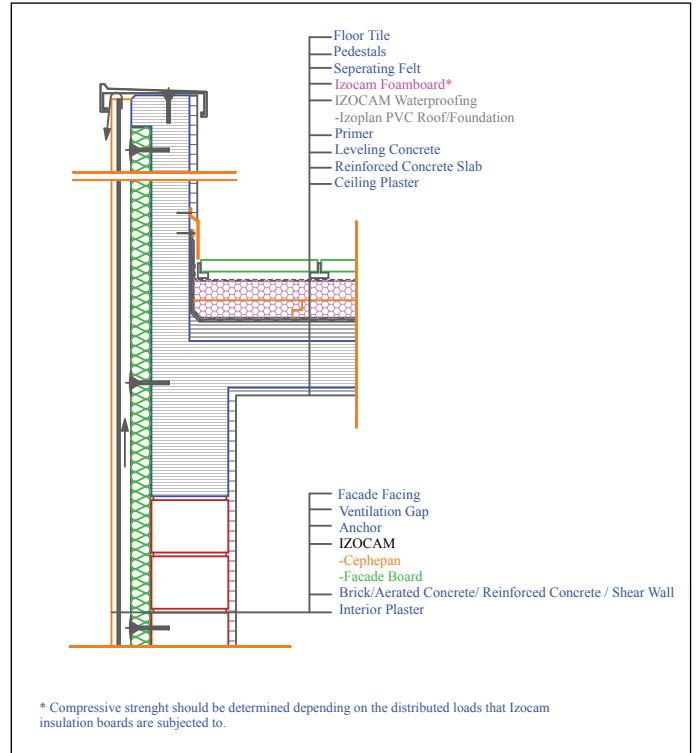 Floor Tile
Pedestals
Seperating Felt
Izocam Foamboard*
IZOCAM Waterproofing
-Izoplan PVC Roof/Foundation
Primer
Leveling Concrete
Reinforced Concrete Slab
Ceiling Plaster
Facade Facing
Ventilation Gap
Anchor
IZOCAM
-Cephepan
-Facade Board
Brick/Aerated Concrete/ Reinforced Concrete / Shear Wall
Interior Plaster
* Compressive strenght should be determined depending on the distributed loads that Izocam
insulation boards are subjected to.